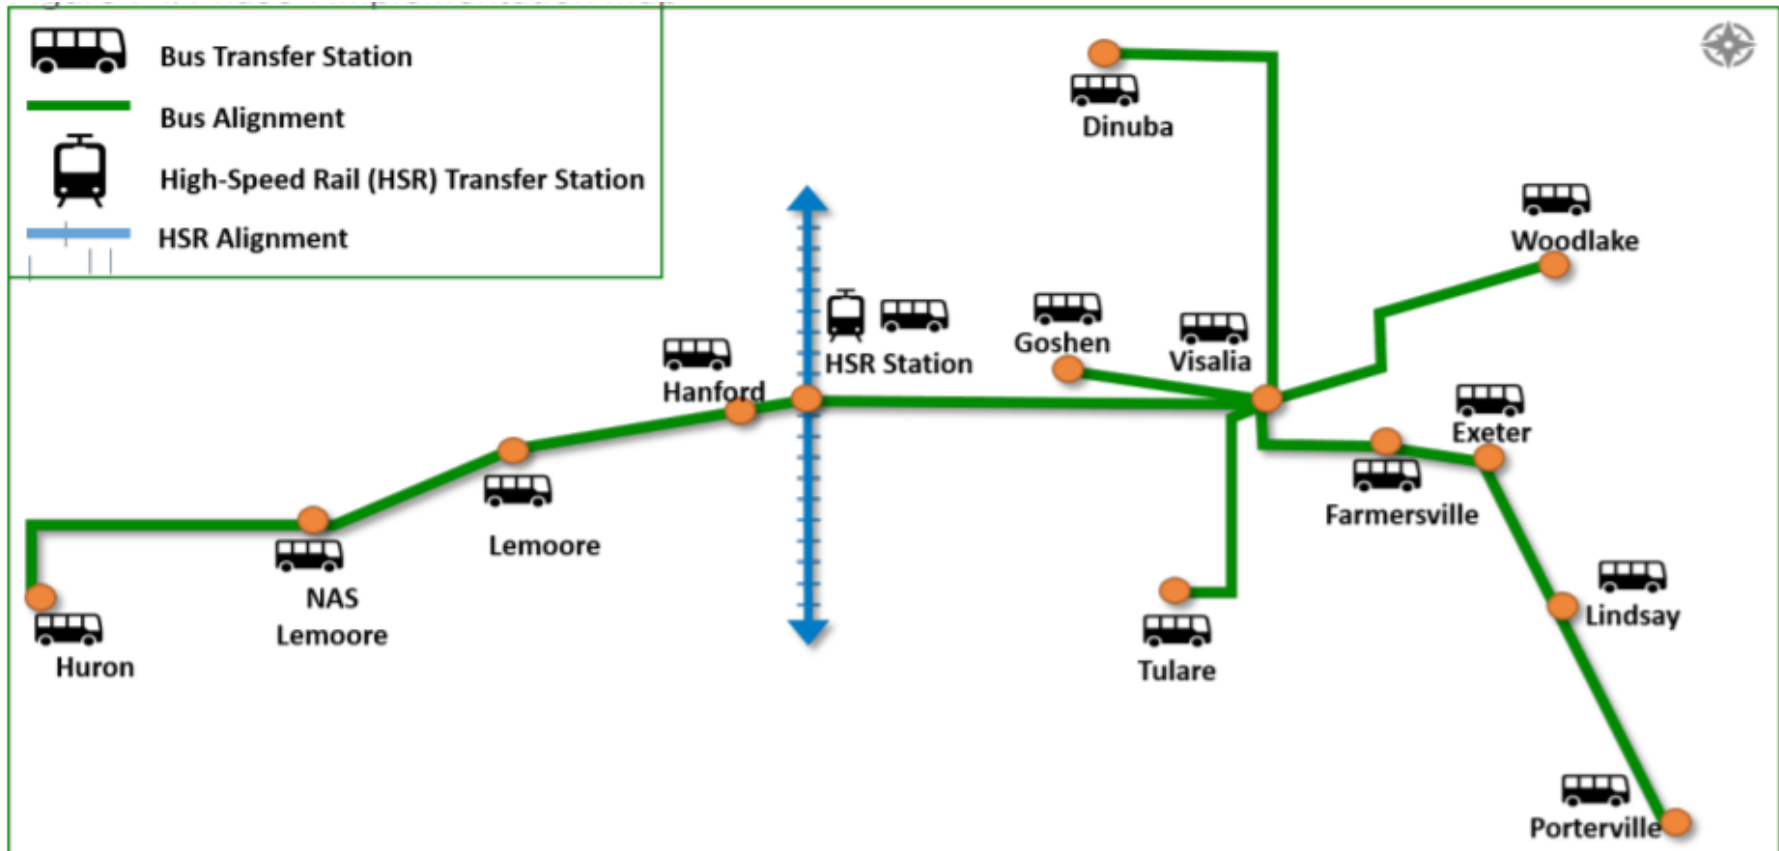 Bus Transfer Station
Bus Alignment
High-Speed Rail (HSR) Transfer Station
HSR Alignment
Dinuba
Woodlake
HSR Station
Goshen
Visalia
Hanford
Exeter
Farmersville
Lemoore
NAS
Lemoore
Huron
Tulare
Lindsay
Porterville